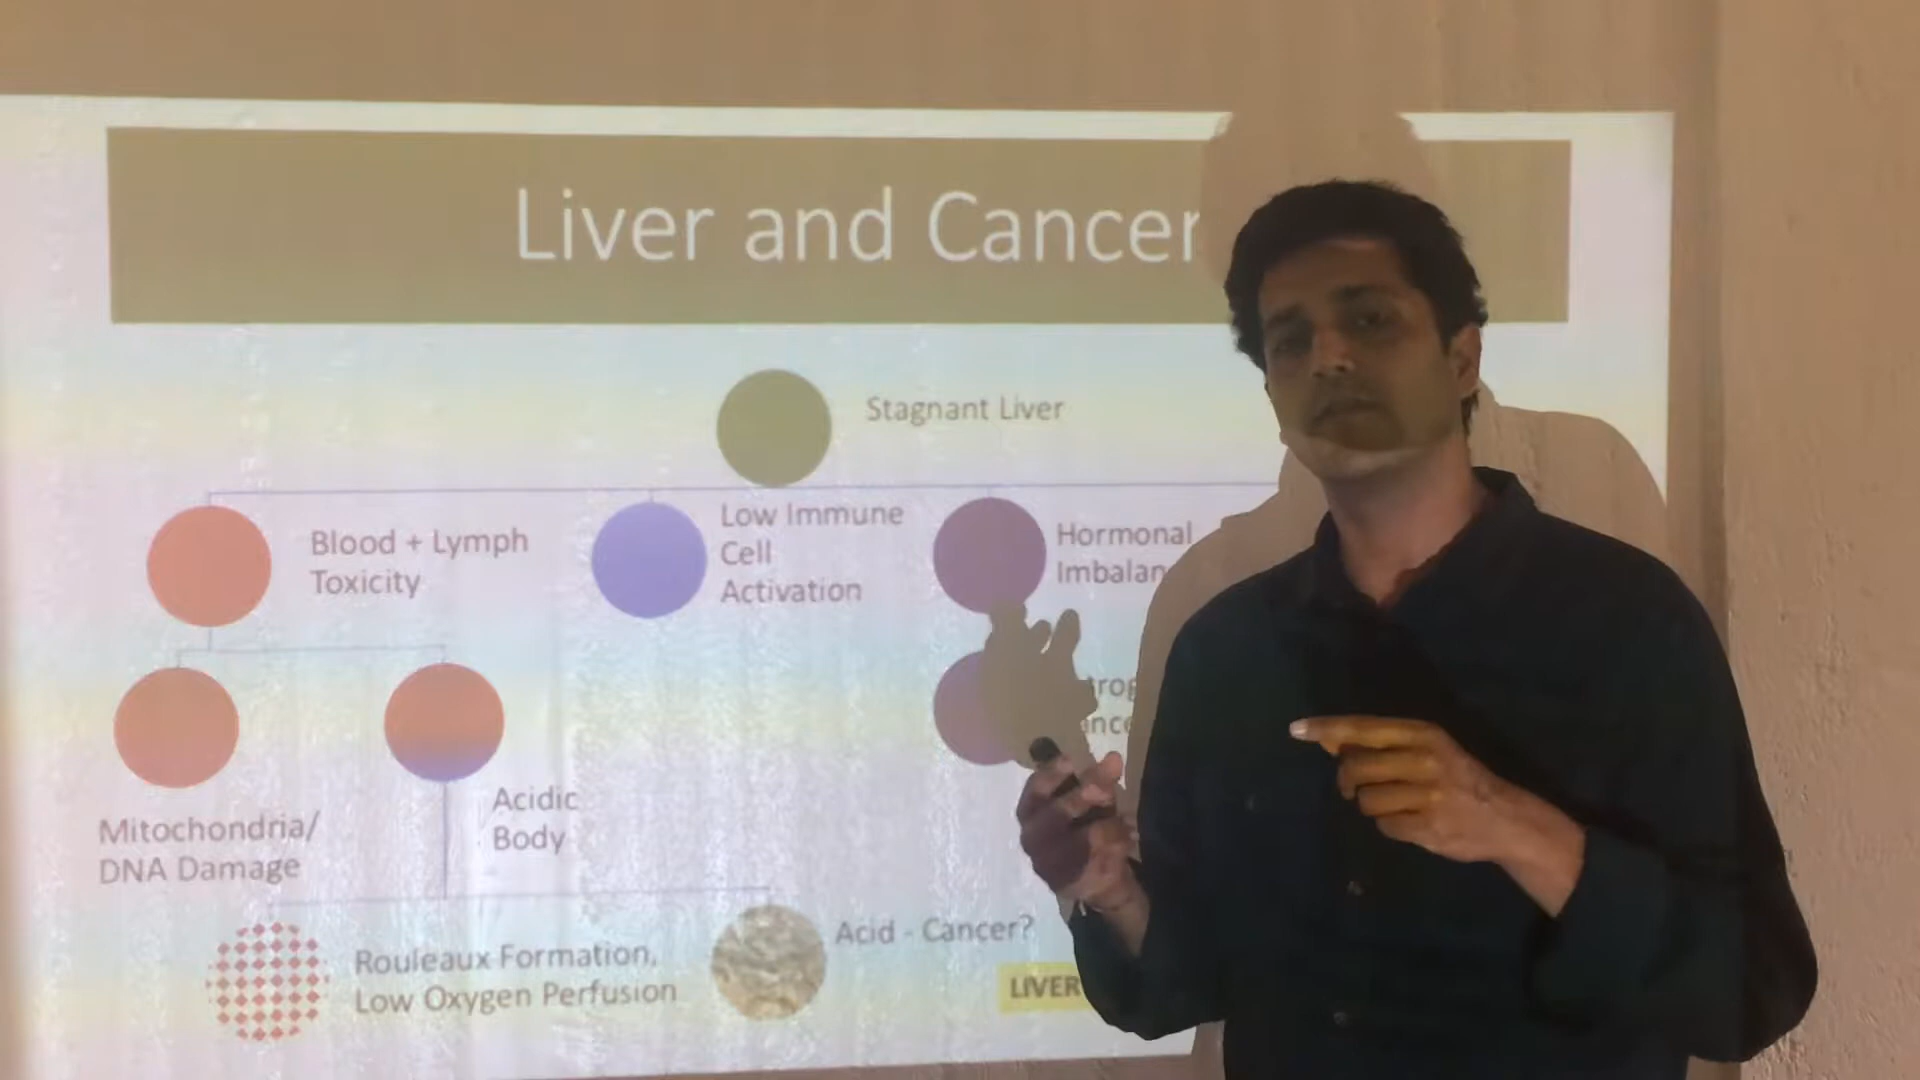 Liver and Cancer
Stagnant Liver
Blood + Lymph
Toxicity
Low Immune
Cell
Activation
Hormonal
Mitochondria/
DNA Damage
Acidic
Body
Rouleaux Formation,
Low Oxygen Perfusion
Acid - Cancer?
LIVER